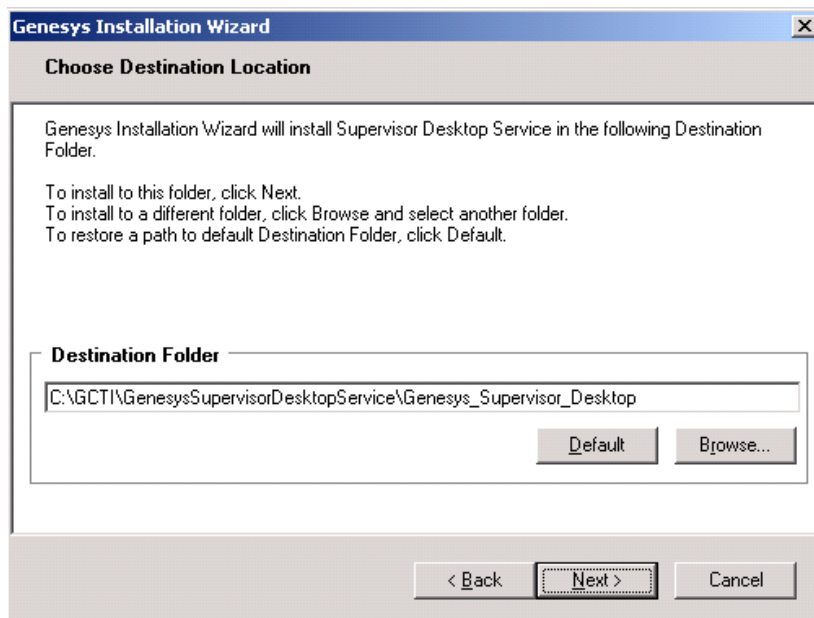 Genesys Installation Wizard
Choose Destination Location
Genesys Installation Wizard will install Supervisor Desktop Service in the following Destination
Folder.
To install to this folder, click Next.
To install to a different folder, click Browse and select another folder.
To restore a path to default Destination Folder, click Default.
Destination Folder
C:\GCTI\GenesysSupervisorDesktopService\Genesys_Supervisor_Desktop
Default Browse...
< Back Next > Cancel